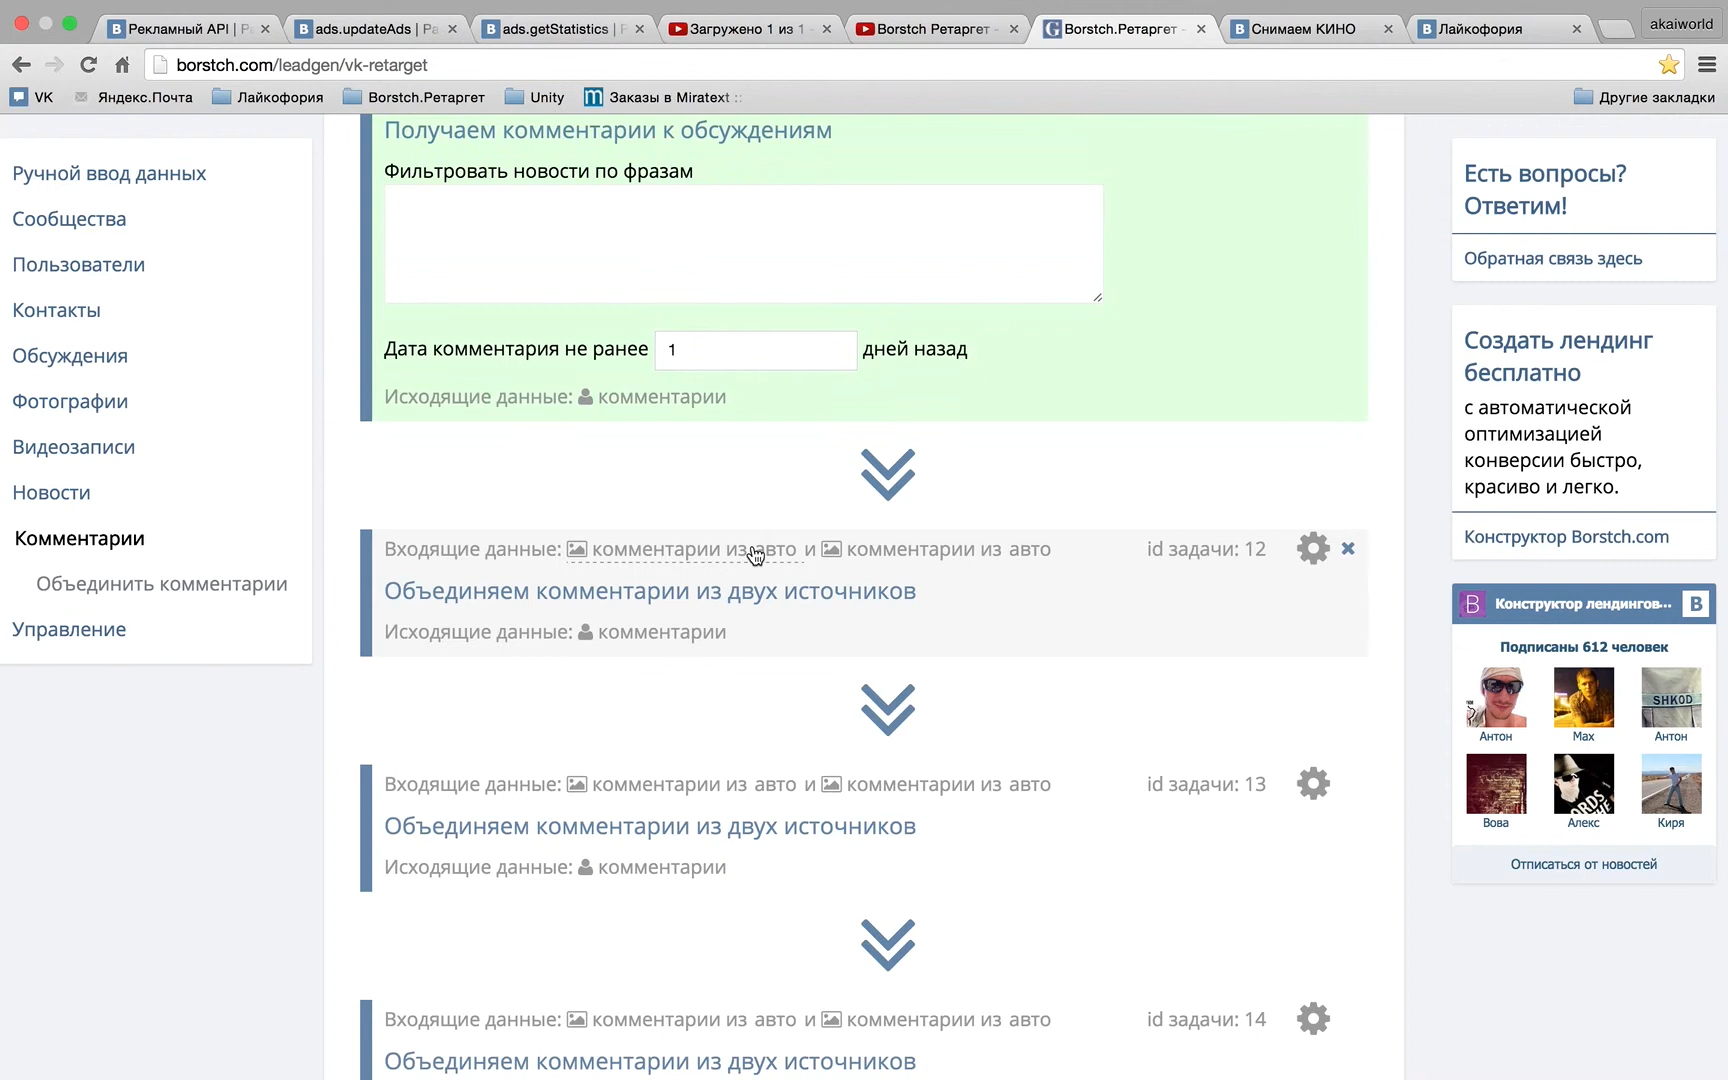 Рекламный API | P
ads.updateAds | Pa
ads.getStatistics | P
Загружено 1 из 1 -
Borstch Ретаргет -
Borstch.Ретаргет -
Снимаем КИНО
Лайкофория
akaiworld
borstch.com/leadgen/vk-retarget
VK
Яндекс.Почта
Лайкофория
Borstch.Ретаргет
Unity
Заказы в Miratext ::
Другие закладки
Ручной ввод данных
Сообщества
Пользователи
Контакты
Обсуждения
Фотографии
Видеозаписи
Новости
Комментарии
Объединить комментарии
Управление
Получаем комментарии к обсуждениям
Фильтровать новости по фразам
Дата комментария не ранее 1 дней назад
Исходящие данные: комментарии
Входящие данные: комментарии из авто и комментарии из авто id задачи: 12
Объединяем комментарии из двух источников
Исходящие данные: комментарии
Входящие данные: комментарии из авто и комментарии из авто id задачи: 13
Объединяем комментарии из двух источников
Исходящие данные: комментарии
Входящие данные: комментарии из авто и комментарии из авто id задачи: 14
Объединяем комментарии из двух источников
Есть вопросы?
Ответим!
Обратная связь здесь
Создать лендинг
бесплатно
с автоматической
оптимизацией
конверсии быстро,
красиво и легко.
Конструктор Borstch.com
Конструктор лендингов...
Подписаны 612 человек
SHKOD
Антон
Max
Антон
Вова
Алекс
Киря
Отписаться от новостей